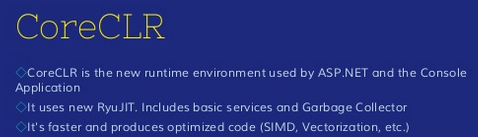 CoreCLR
◇CoreCLR is the new runtime environment used by ASP.NET and the Console
Application
◇It uses new RyuJIT. Includes basic services and Garbage Collector
◇It's faster and produces optimized code (SIMD, Vectorization, etc.)